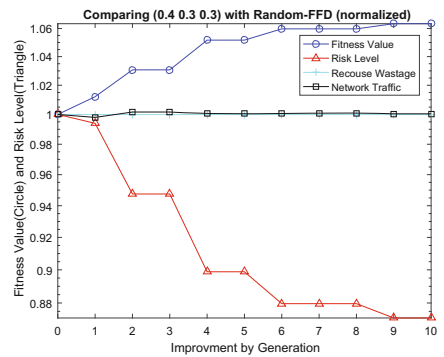 Comparing (0.4 0.3 0.3) with Random-FFD (normalized)
Fitness Value(Circle) and Risk Level(Triangle)
1.06
1.04
1.02
1
0.98
0.96
0.94
0.92
0.9
0.88
Fitness Value
Risk Level
Recouse Wastage
Network Traffic
0 1 2 3 4 5 6 7 8 9 10
Improvment by Generation